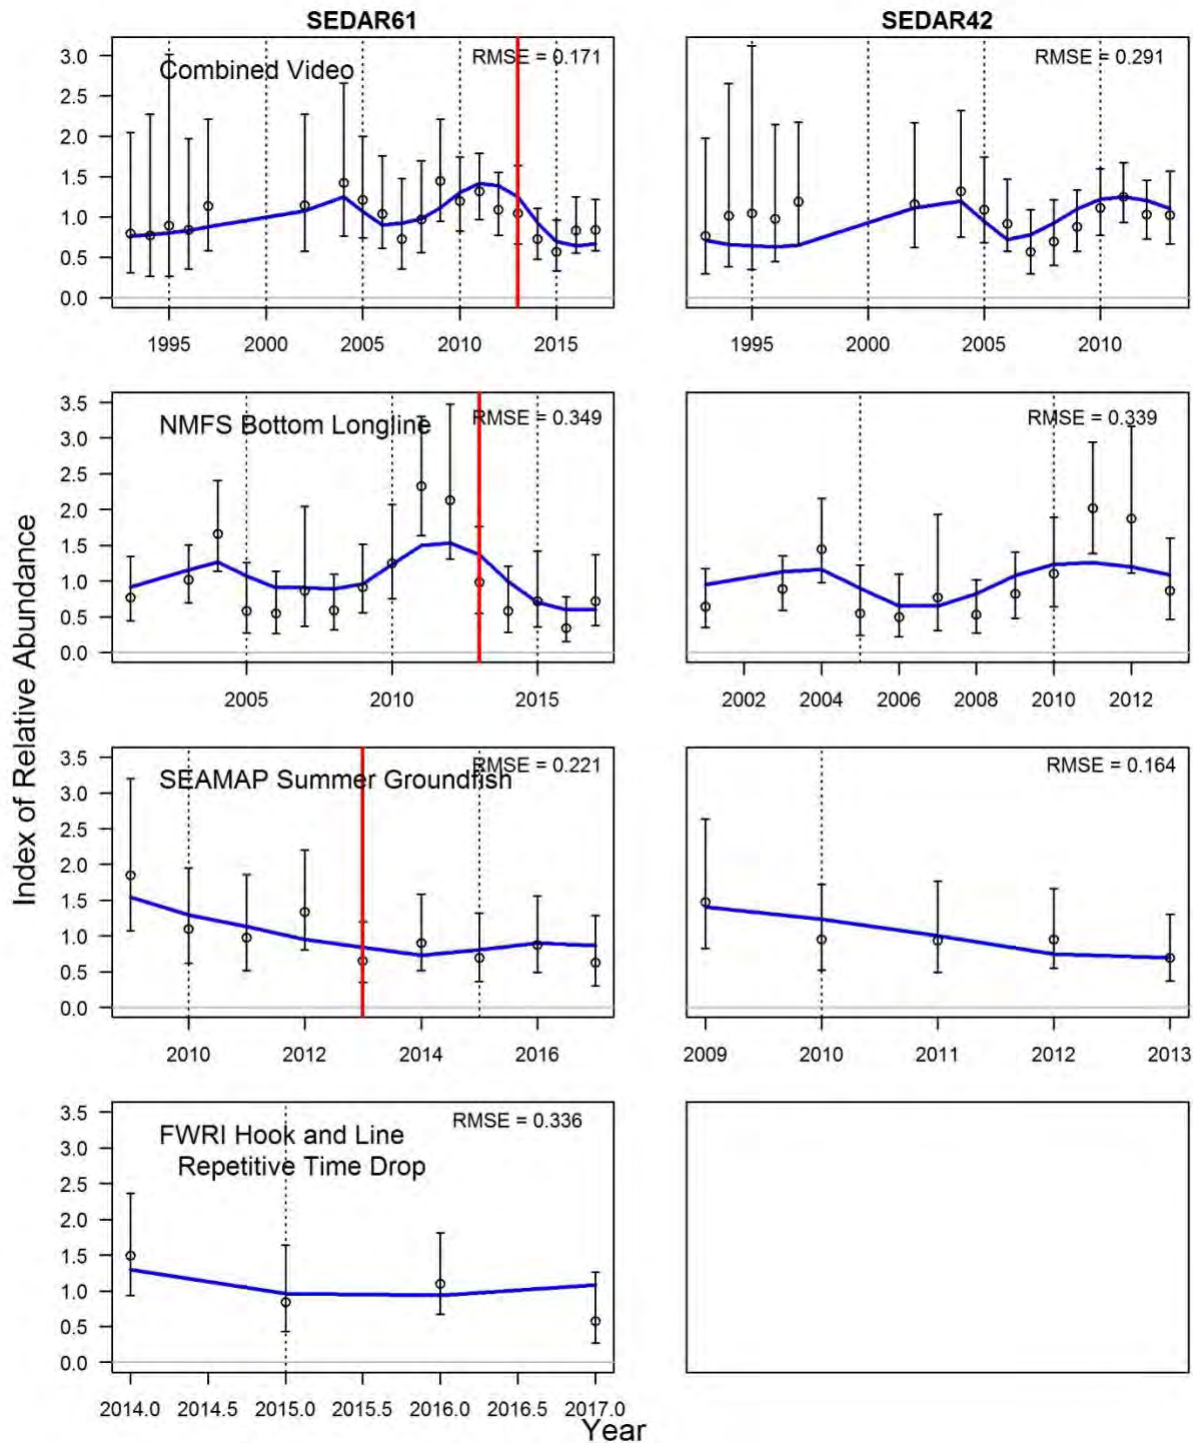 SEDAR61
SEDAR42
Index of Relative Abundance
Combined Video
RMSE = 0.171
3.0
2.5
2.0
1.5
1.0
0.5
0.0
1995 2000 2005 2010 2015
RMSE = 0.291
1995 2000 2005 2010
NMFS Bottom Longline
RMSE = 0.349
3.5
3.0
2.5
2.0
1.5
1.0
0.5
0.0
2005 2010 2015
RMSE = 0.339
2002 2004 2006 2008 2010 2012
SEAMAP Summer Groundfish
RMSE = 0.221
3.5
3.0
2.5
2.0
1.5
1.0
0.5
0.0
2010 2012 2014 2016
RMSE = 0.164
2009 2010 2011 2012 2013
FWRI Hook and Line
Repetitive Time Drop
RMSE = 0.336
3.5
3.0
2.5
2.0
1.5
1.0
0.5
0.0
2014.0 2014.5 2015.0 2015.5 2016.0 2016.5 2017.0
Year